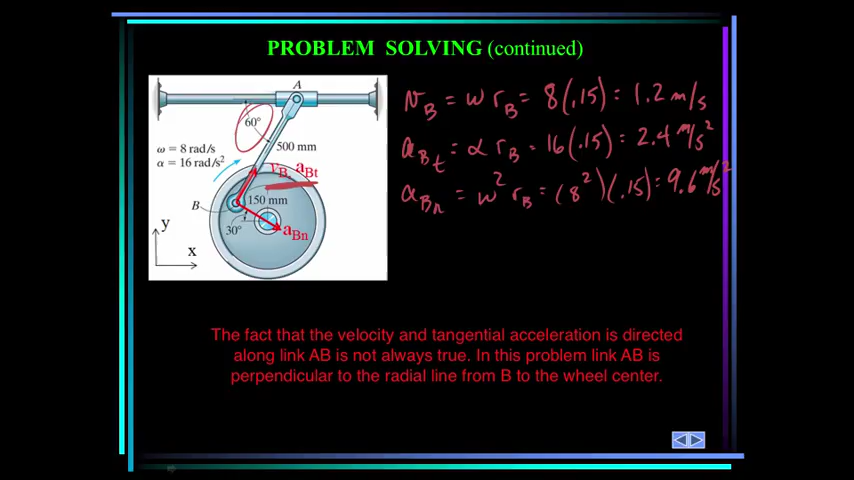 PROBLEM SOLVING (continued)
A
60°
500 mm
ω = 8 rad/s
α = 16 rad/s²
v_B, a_Bt
B
150 mm
30°
a_Bn
y
x
v_B = ω r_B = 8(.15) = 1.2 m/s
a_Bt = α r_B = 16(.15) = 2.4 m/s²
a_Bn = ω² r_B = (8²)(.15) = 9.6 m/s²
The fact that the velocity and tangential acceleration is directed
along link AB is not always true. In this problem link AB is
perpendicular to the radial line from B to the wheel center.